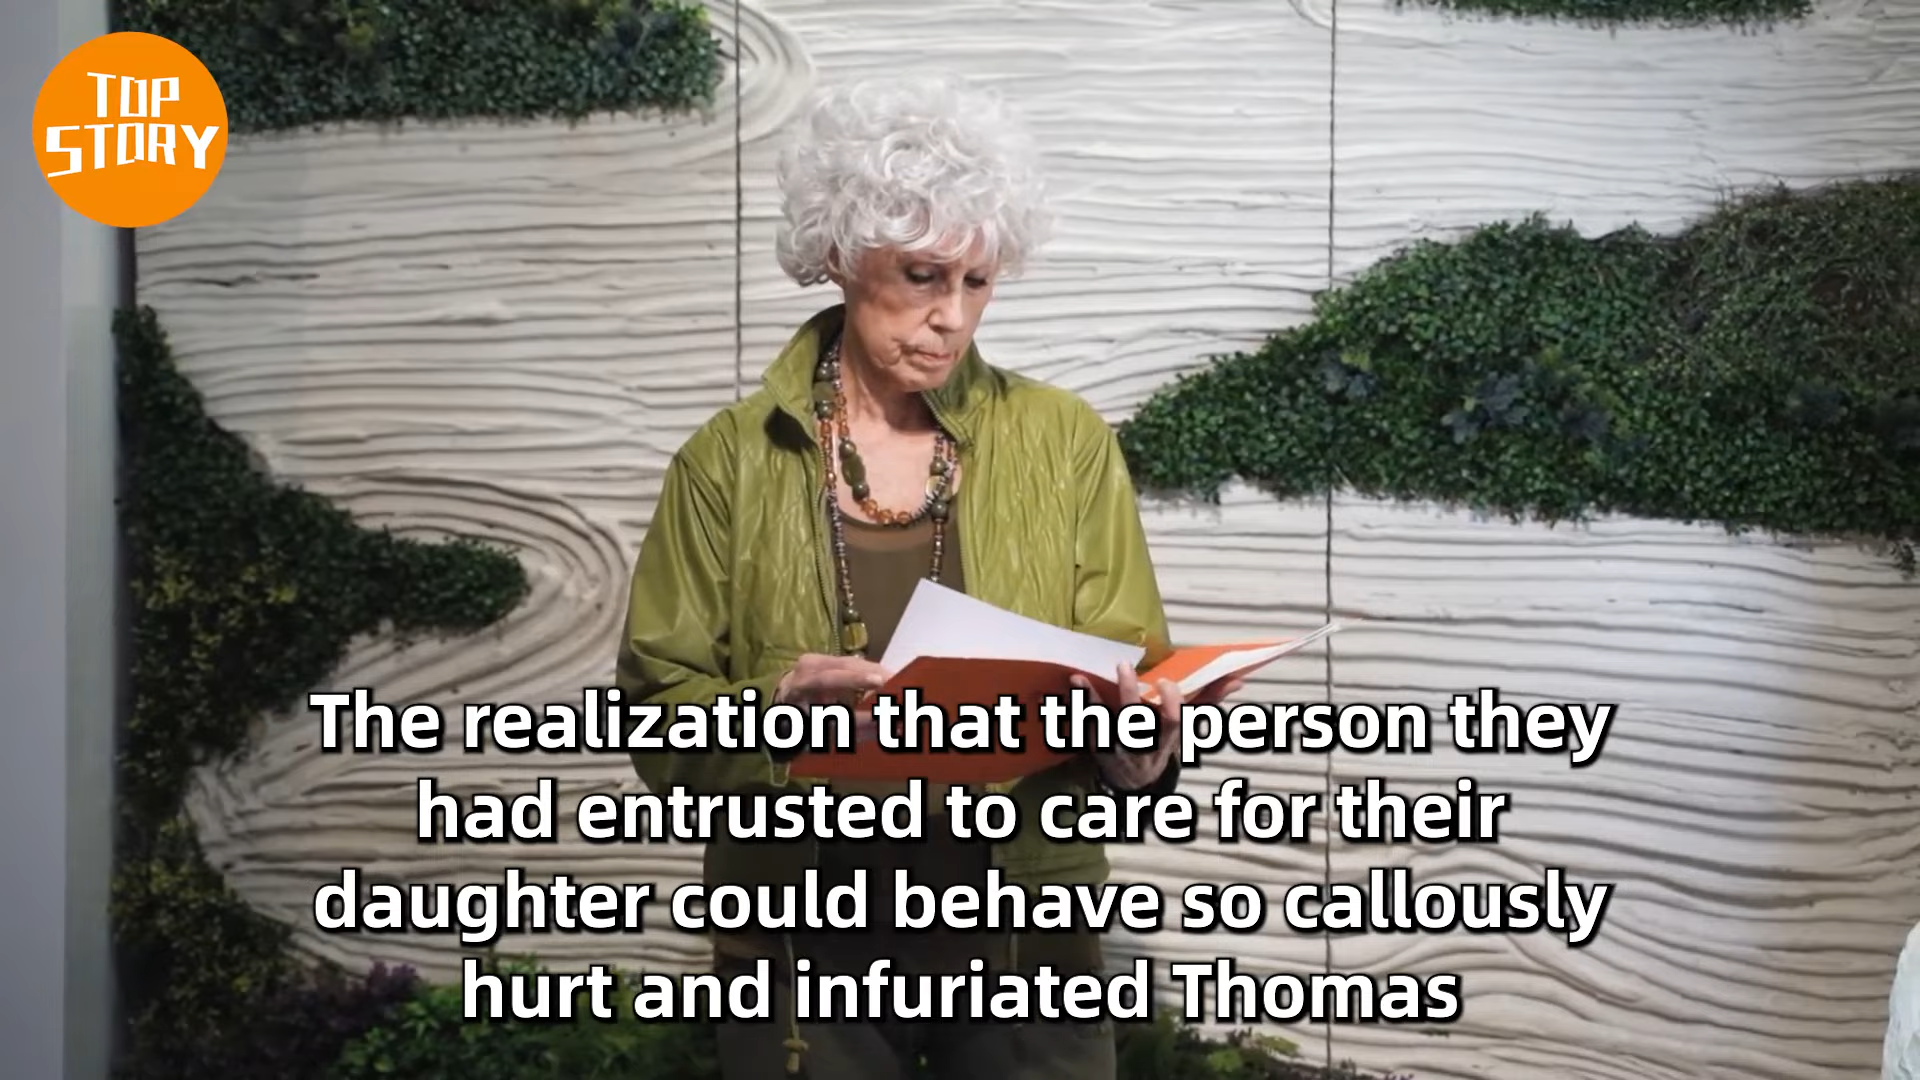 TOP
STORY
The realization that the person they
had entrusted to care for their
daughter could behave so callously
hurt and infuriated Thomas